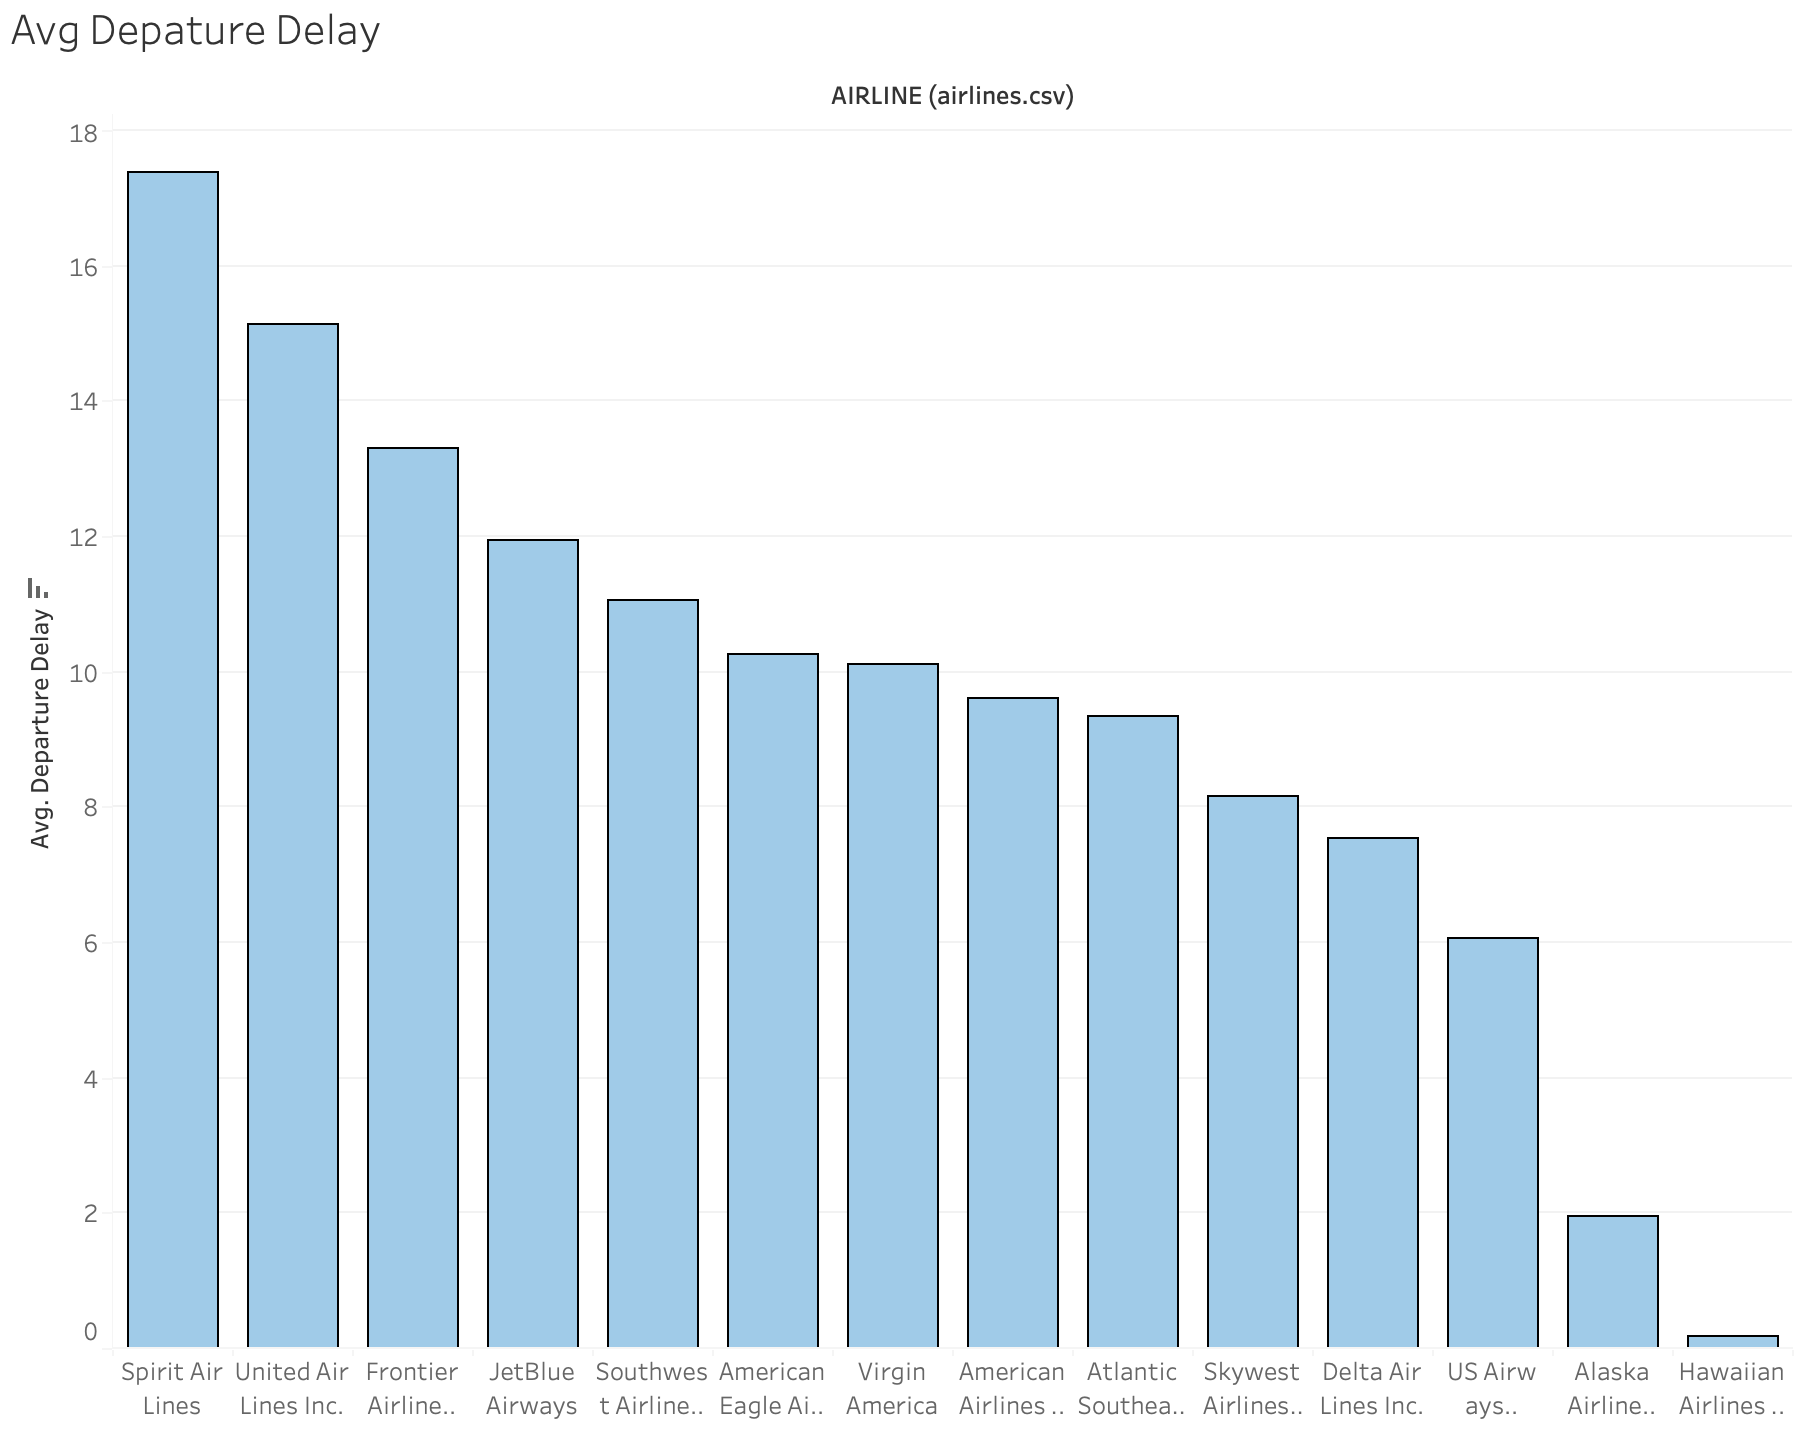 Avg Depature Delay
AIRLINE (airlines.csv)
18
16
14
12
10
8
6
4
2
0
Avg. Departure Delay
Spirit Air
Lines
United Air
Lines Inc.
Frontier
Airline..
JetBlue
Airways
Southwes
t Airline..
American
Eagle Ai..
Virgin
America
American
Airlines ..
Atlantic
Southea..
Skywest
Airlines..
Delta Air
Lines Inc.
US Airw
ays..
Alaska
Airline..
Hawaiian
Airlines ..